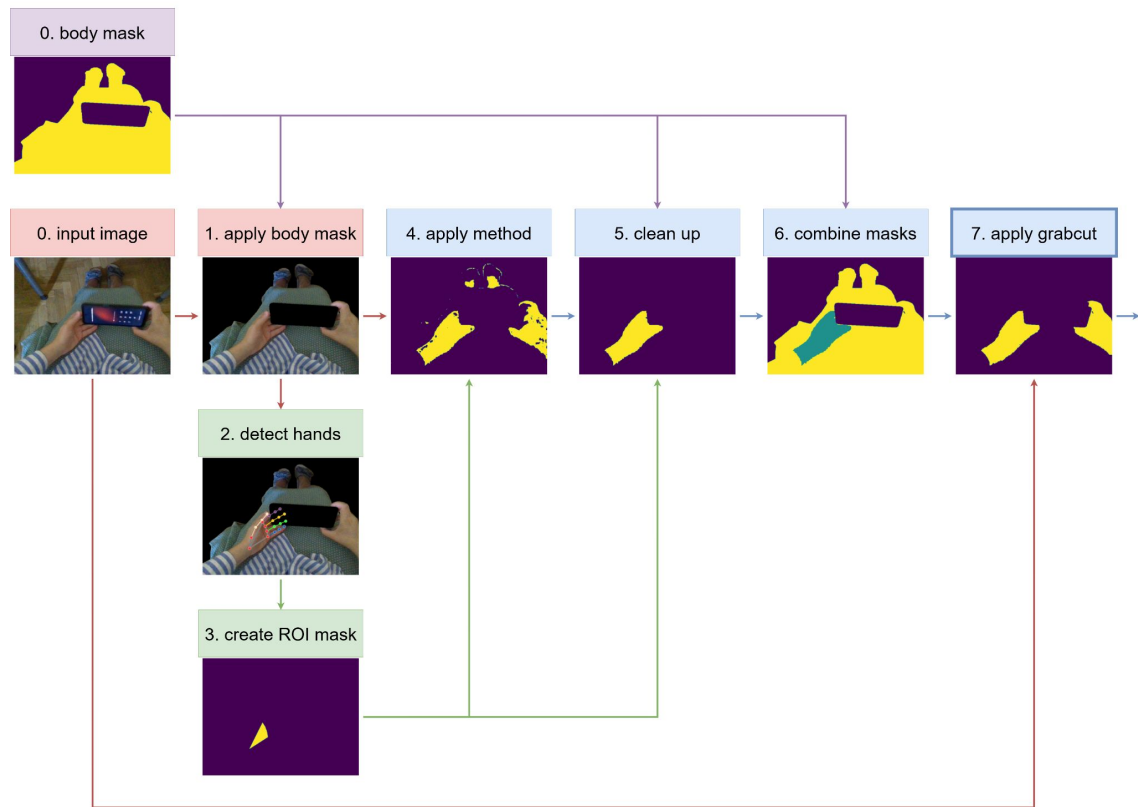 0. body mask
0. input image
1. apply body mask
4. apply method
5. clean up
6. combine masks
7. apply grabcut
2. detect hands
3. create ROI mask